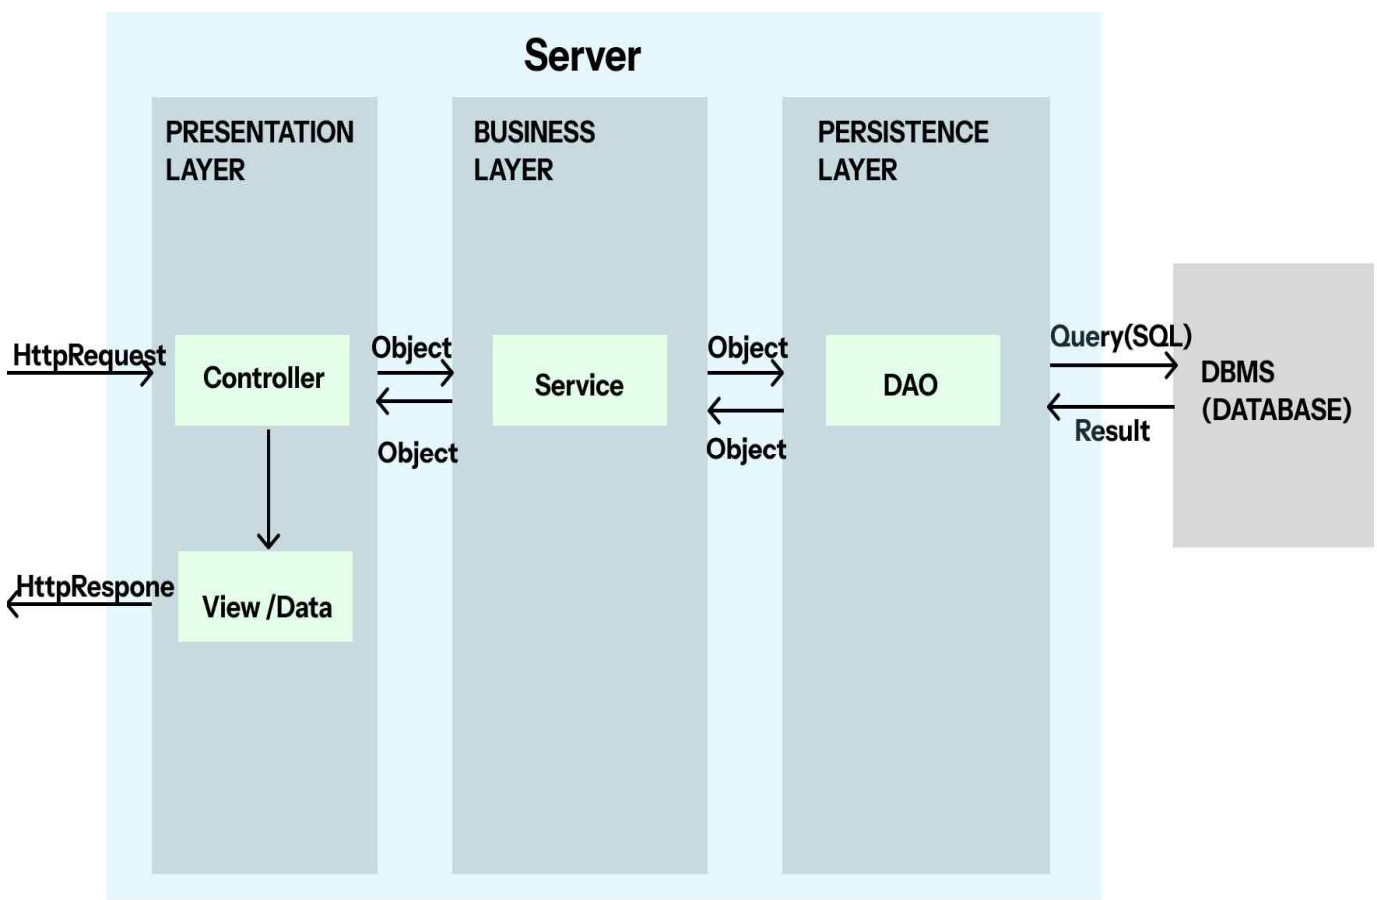 Server
PRESENTATION
LAYER
BUSINESS
LAYER
PERSISTENCE
LAYER
HttpRequest
Controller
Object
Object
Service
Object
Object
DAO
Query(SQL)
Result
DBMS
(DATABASE)
HttpRespone
View /Data